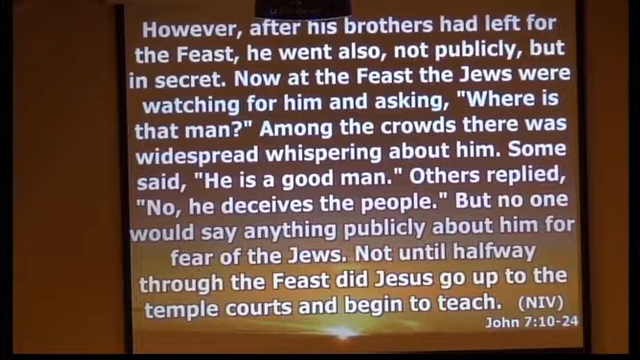 However, after his brothers had left for
the Feast, he went also, not publicly, but
in secret. Now at the Feast the Jews were
watching for him and asking, "Where is
that man?" Among the crowds there was
widespread whispering about him. Some
said, "He is a good man." Others replied,
"No, he deceives the people." But no one
would say anything publicly about him for
fear of the Jews. Not until halfway
through the Feast did Jesus go up to the
temple courts and begin to teach. (NIV)
John 7:10-24